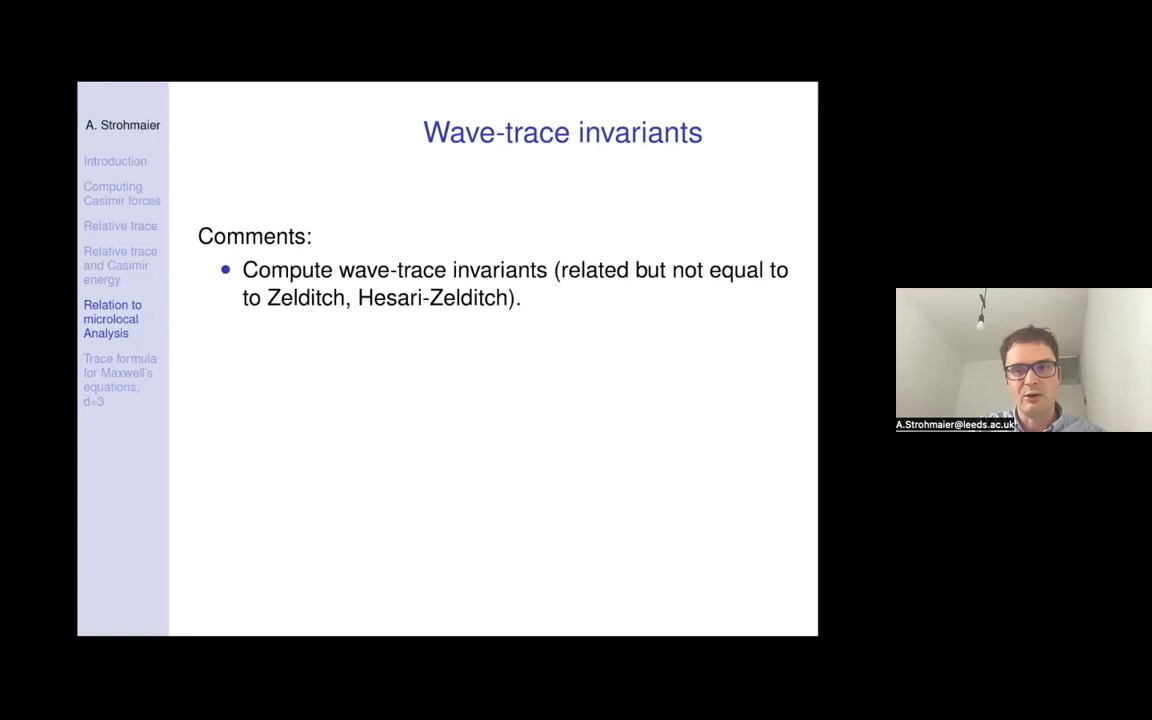 A. Strohmaier
Introduction
Computing
Casimir forces
Relative trace
Relative trace
and Casimir
energy
Relation to
microlocal
Analysis
Trace formula
for Maxwell's
equations,
d=3
Wave-trace invariants
Comments:
• Compute wave-trace invariants (related but not equal to
to Zelditch, Hesari-Zelditch).
A.Strohmaier@leeds.ac.uk